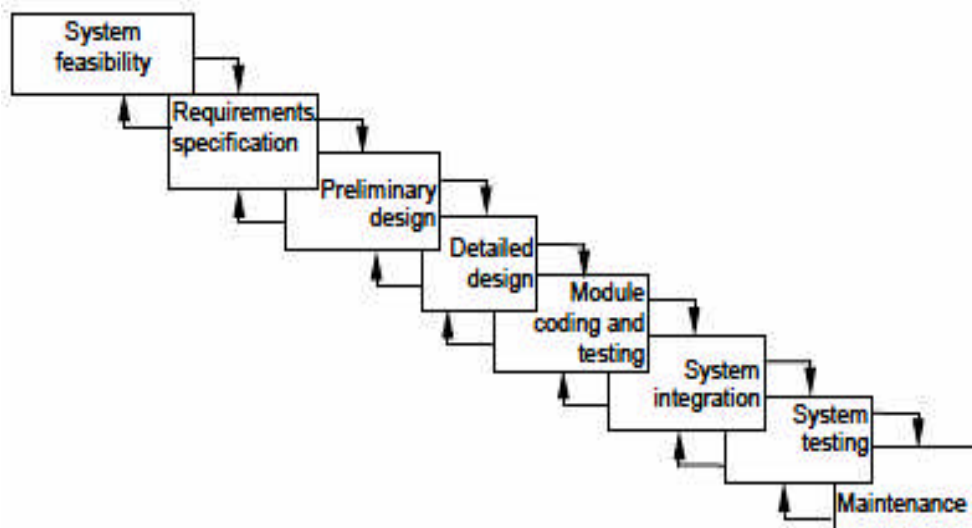 System
feasibility
Requirements
specification
Preliminary
design
Detailed
design
Module
coding and
testing
System
integration
System
testing
Maintenance